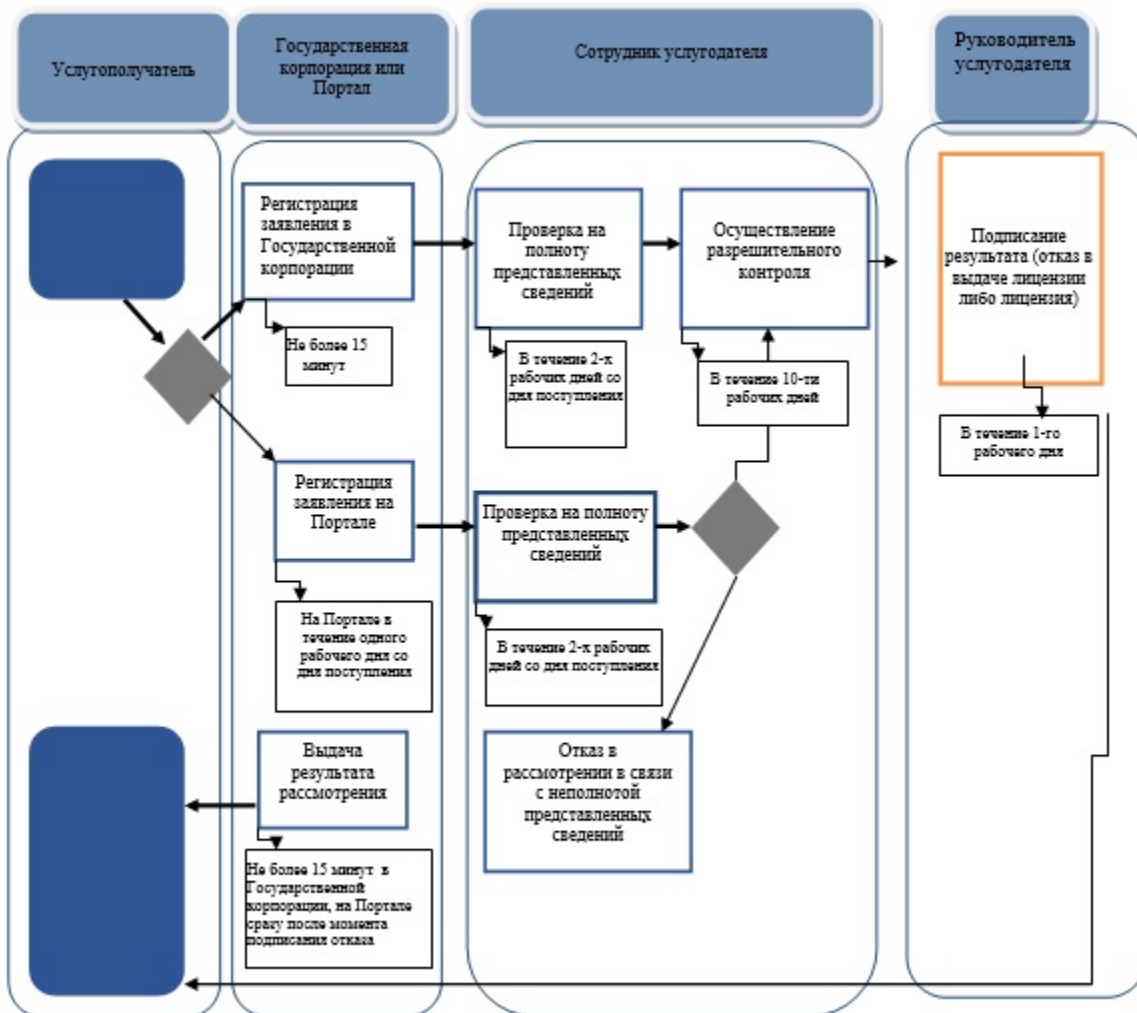 Услугополучатель
Государственная
корпорация или
Портал
Сотрудник услугодателя
Руководитель
услугодателя
Регистрация
заявления в
Государственной
корпорации
Не более 15
минут
Проверка на
полноту
представленных
сведений
В течение 2-х
рабочих дней со
дня поступления
Осуществление
разрешительного
контроля
В течение 10-ти
рабочих дней
Подписание
результата (отказ в
выдаче лицензии
либо лицензия)
В течение 1-го
рабочего дня
Регистрация
заявления на
Портале
На Портале в
течение одного
рабочего дня со
дня поступления
Проверка на полноту
представленных
сведений
В течение 2-х рабочих
дней со дня поступления
Выдача
результата
рассмотрения
Не более 15 минут в
Государственной
корпорации, на Портале
сразу после момента
подписания отказа
Отказ в
рассмотрении в связи
с неполнотой
представленных
сведений